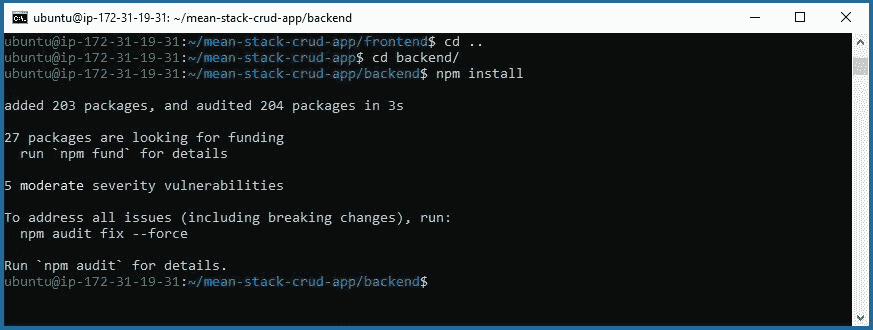 ubuntu@ip-172-31-19-31: ~/mean-stack-crud-app/backend
ubuntu@ip-172-31-19-31:~/mean-stack-crud-app/frontend$ cd ..
ubuntu@ip-172-31-19-31:~/mean-stack-crud-app$ cd backend/
ubuntu@ip-172-31-19-31:~/mean-stack-crud-app/backend$ npm install
added 203 packages, and audited 204 packages in 3s
27 packages are looking for funding
run `npm fund` for details
5 moderate severity vulnerabilities
To address all issues (including breaking changes), run:
npm audit fix --force
Run `npm audit` for details.
ubuntu@ip-172-31-19-31:~/mean-stack-crud-app/backend$